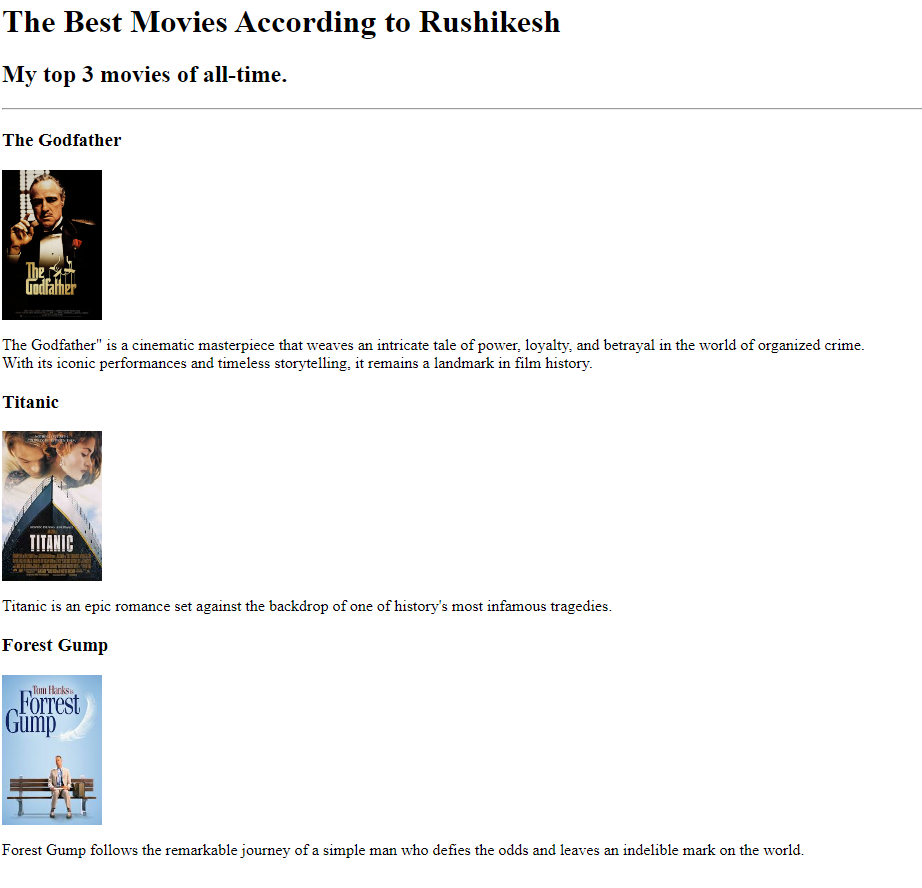 The Best Movies According to Rushikesh
My top 3 movies of all-time.
The Godfather
The
Godfather
The Godfather" is a cinematic masterpiece that weaves an intricate tale of power, loyalty, and betrayal in the world of organized crime.
With its iconic performances and timeless storytelling, it remains a landmark in film history.
Titanic
TITANIC
Titanic is an epic romance set against the backdrop of one of history's most infamous tragedies.
Forest Gump
Tom Hanks is
Forrest
Gump
Forest Gump follows the remarkable journey of a simple man who defies the odds and leaves an indelible mark on the world.